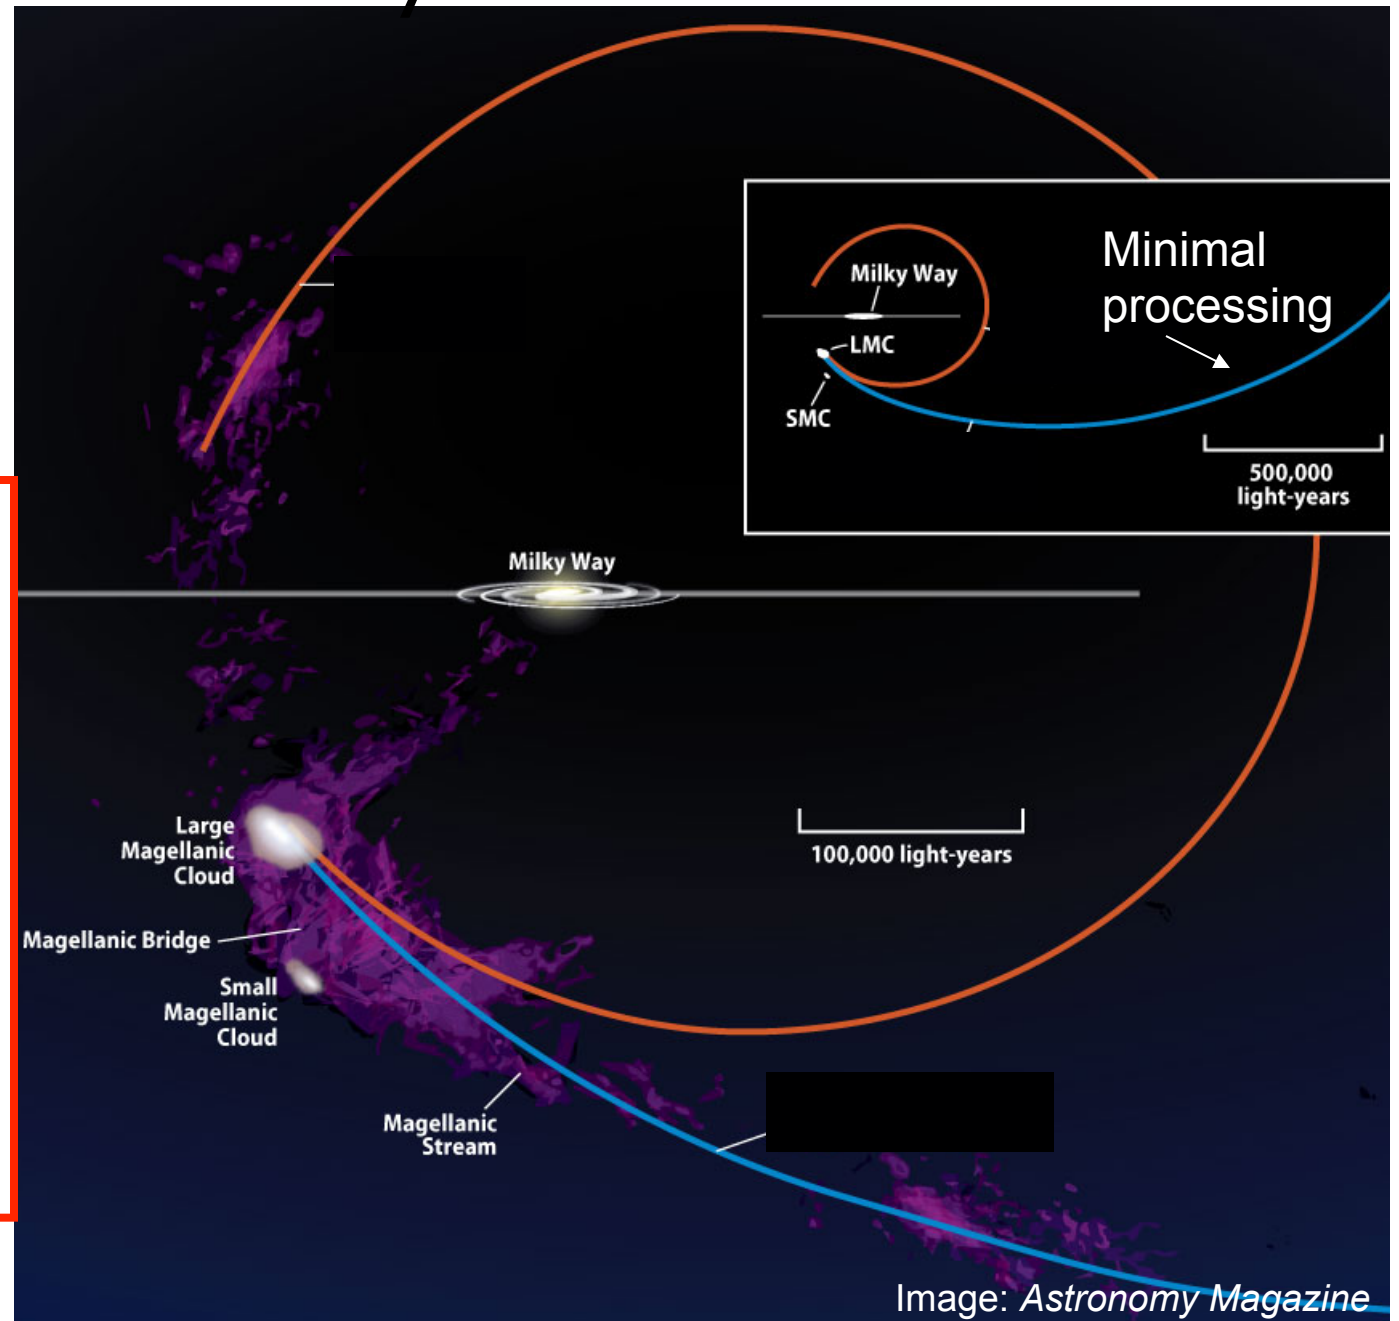 Minimal
processing
Milky Way
LMC
SMC
500,000
light-years
Milky Way
Large
Magellanic
Cloud
100,000 light-years
Magellanic Bridge
Small
Magellanic
Cloud
Magellanic
Stream
Image: Astronomy Magazine